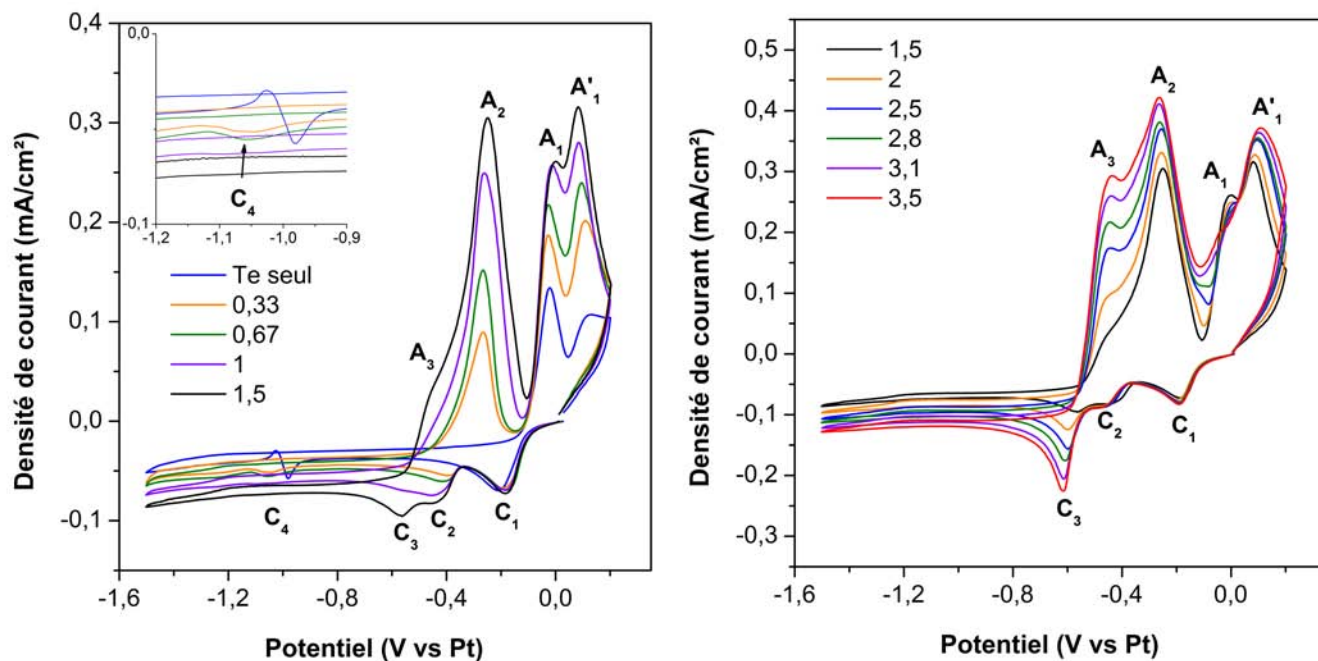 0,4
0,3
0,2
0,1
0,0
-0,1
Densité de courant (mA/cm²)
0,0
-0,1
-1,2
-1,1
-1,0
-0,9
C4
Te seul
0,33
0,67
1
1,5
A3
A2
A1
A'1
C4
C3
C2
C1
-1,6
-1,2
-0,8
-0,4
0,0
Potentiel (V vs Pt)
0,5
0,4
0,3
0,2
0,1
0,0
-0,1
-0,2
-0,3
Densité de courant (mA/cm²)
1,5
2
2,5
2,8
3,1
3,5
A3
A2
A1
A'1
C3
C2
C1
-1,6
-1,2
-0,8
-0,4
0,0
Potentiel (V vs Pt)